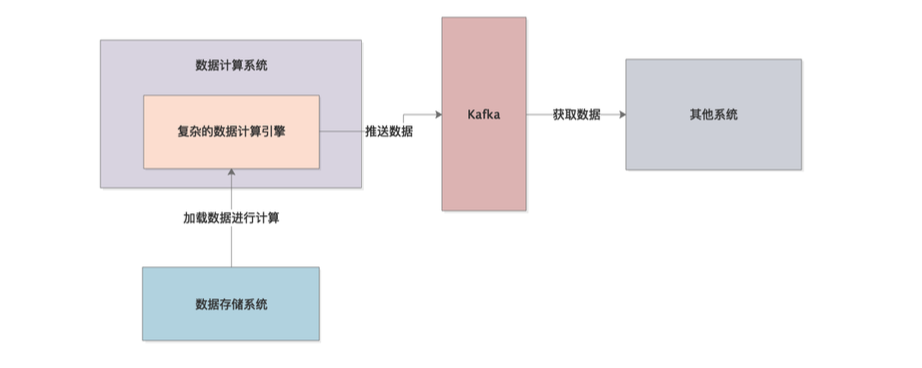 数据计算系统
复杂的数据计算引擎
推送数据
Kafka
获取数据
其他系统
加载数据进行计算
数据存储系统